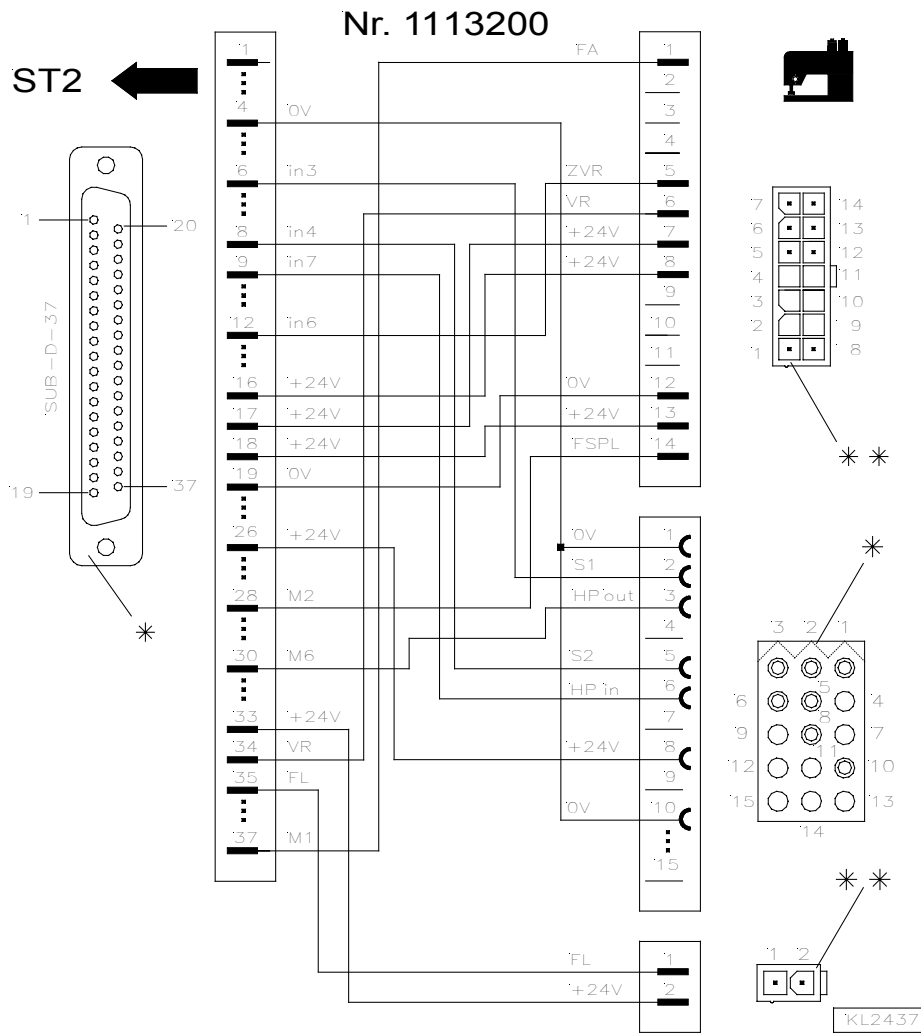 Nr. 1113200
ST2
1
4 0V
6 in3
8 in4
9 in7
12 in6
16 +24V
17 +24V
18 +24V
19 0V
26 +24V
28 M2
30 M6
33 +24V
34 VR
35 FL
37 M1
1
20
SUB-D-37
19
37
*
FA 1
2
3
4
ZVR 5
VR 6
+24V 7
+24V 8
9
10
11
0V 12
+24V 13
FSPL 14
0V 1
S1 2
HP out 3
4
S2 5
HP in 6
7
+24V 8
9
0V 10
15
FL 1
+24V 2
7 14
6 13
5 12
4 11
3 10
2 9
1 8
* *
*
3 2 1
6 5 4
9 8 7
12 11 10
15 13
14
* *
1 2
KL2437